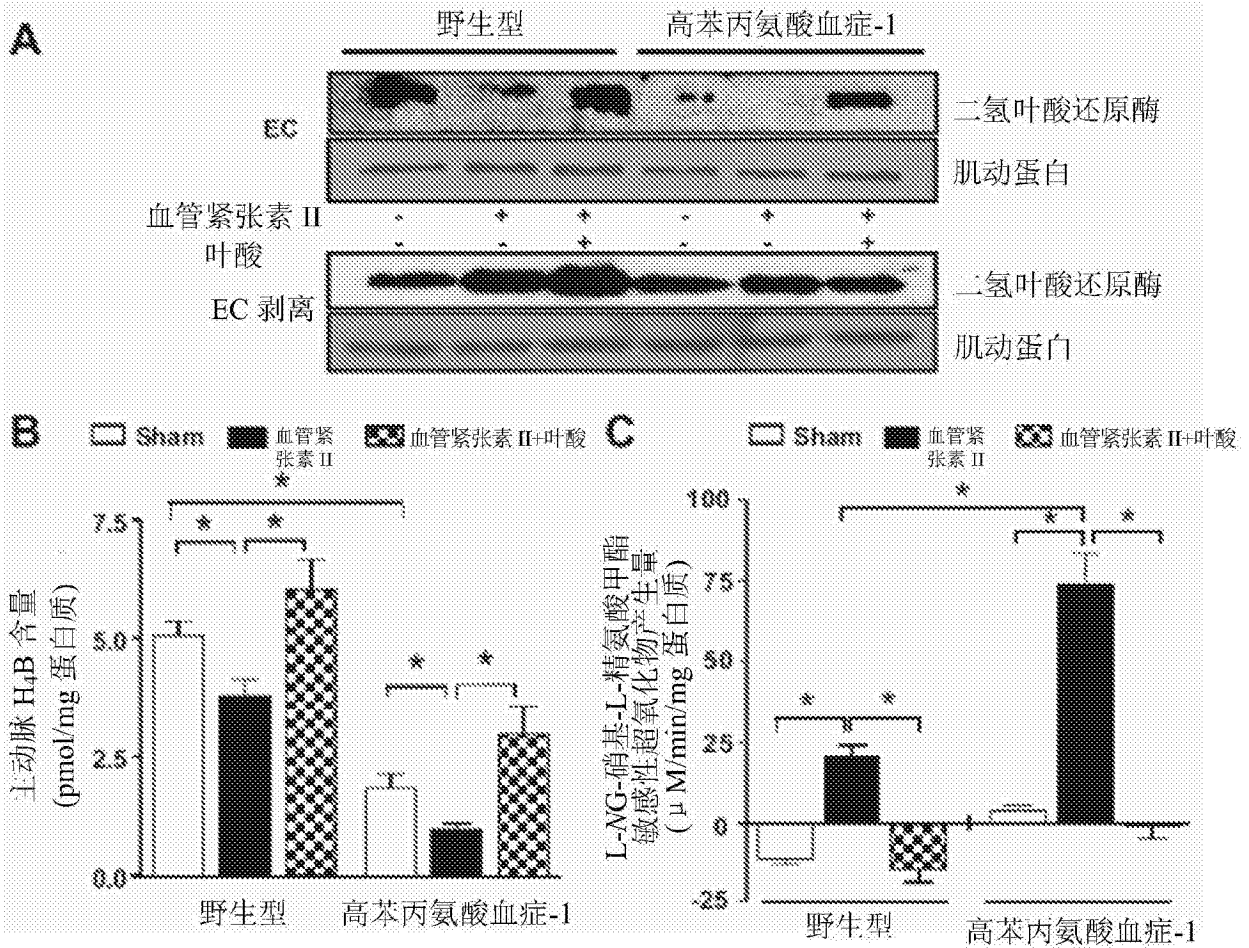 A
野生型 高苯丙氨酸血症-1
EC
二氢叶酸还原酶
肌动蛋白
血管紧张素 II - + + - + +
叶酸 - - + - - +
EC 剥离
二氢叶酸还原酶
肌动蛋白
B
Sham
血管紧
张素 II
血管紧张素 II+叶酸
* * * * *
主动脉 H₄B 含量
(pmol/mg 蛋白质)
7.5
5.0
2.5
0.0
野生型 高苯丙氨酸血症-1
C
Sham
血管紧
张素 II
血管紧张素 II+叶酸
* * * * *
L-NG-硝基-L-精氨酸甲酯
敏感性超氧化物产生量
(μM/min/mg 蛋白质)
100
75
50
25
0
-25
野生型 高苯丙氨酸血症-1